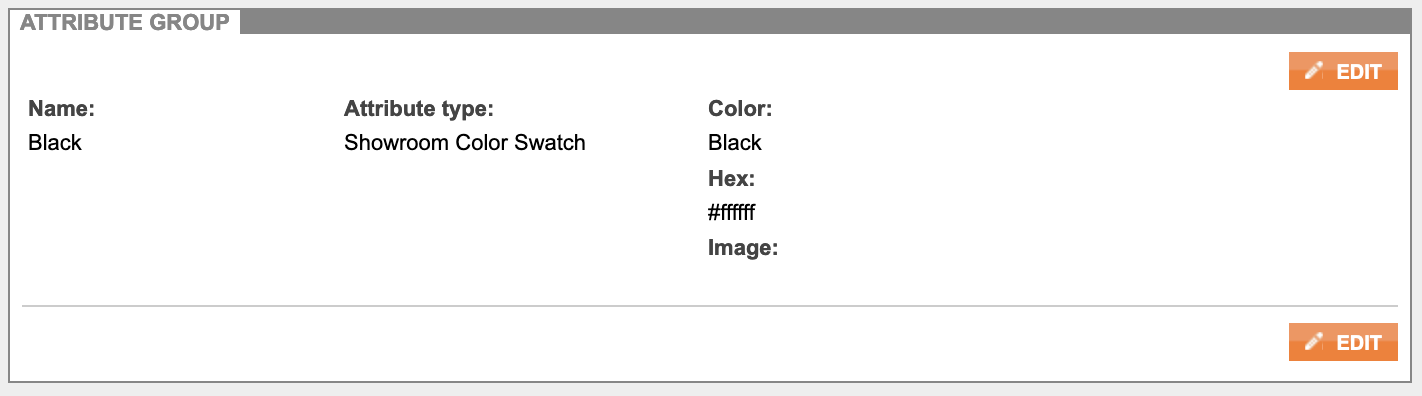 ATTRIBUTE GROUP
EDIT
Name:
Black
Attribute type:
Showroom Color Swatch
Color:
Black
Hex:
#ffffff
Image:
EDIT